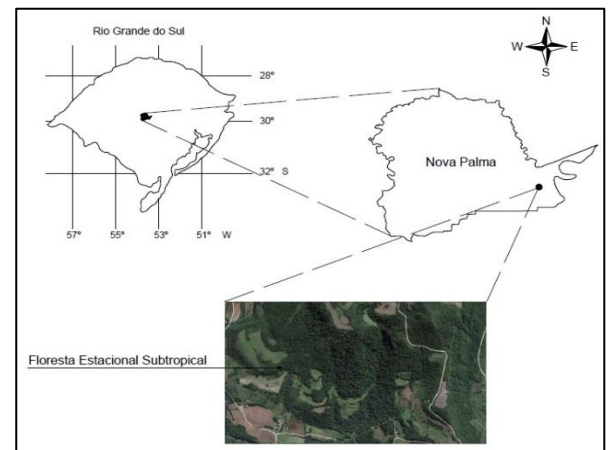 Rio Grande do Sul
N
W E
S
28°
30°
32° S
57° 55° 53° 51° W
Nova Palma
Floresta Estacional Subtropical